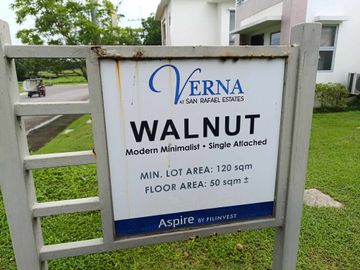 VERNA
AT SAN RAFAEL ESTATES
WALNUT
Modern Minimalist • Single Attached
MIN. LOT AREA: 120 sqm
FLOOR AREA: 50 sqm ±
Aspire BY FILINVEST